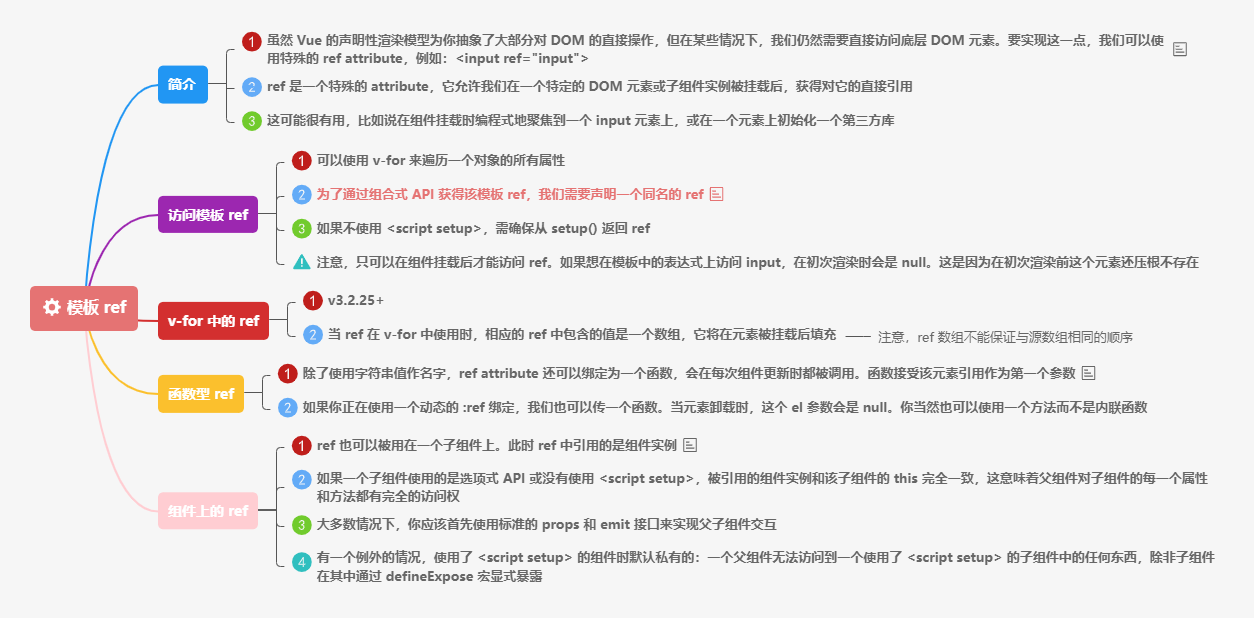 模板 ref
简介
1 虽然 Vue 的声明性渲染模型为你抽象了大部分对 DOM 的直接操作，但在某些情况下，我们仍然需要直接访问底层 DOM 元素。要实现这一点，我们可以使
用特殊的 ref attribute，例如：<input ref="input">
2 ref 是一个特殊的 attribute，它允许我们在一个特定的 DOM 元素或子组件实例被挂载后，获得对它的直接引用
3 这可能很有用，比如说在组件挂载时编程式地聚焦到一个 input 元素上，或在一个元素上初始化一个第三方库
访问模板 ref
1 可以使用 v-for 来遍历一个对象的所有属性
2 为了通过组合式 API 获得该模板 ref，我们需要声明一个同名的 ref
3 如果不使用 <script setup>，需确保从 setup() 返回 ref
注意，只可以在组件挂载后才能访问 ref。如果想在模板中的表达式上访问 input，在初次渲染时会是 null。这是因为在初次渲染前这个元素还压根不存在
v-for 中的 ref
1 v3.2.25+
2 当 ref 在 v-for 中使用时，相应的 ref 中包含的值是一个数组，它将在元素被挂载后填充
注意，ref 数组不能保证与源数组相同的顺序
函数型 ref
1 除了使用字符串值作名字，ref attribute 还可以绑定为一个函数，会在每次组件更新时都被调用。函数接受该元素引用作为第一个参数
2 如果你正在使用一个动态的 :ref 绑定，我们也可以传一个函数。当元素卸载时，这个 el 参数会是 null。你当然也可以使用一个方法而不是内联函数
组件上的 ref
1 ref 也可以被用在一个子组件上。此时 ref 中引用的是组件实例
2 如果一个子组件使用的是选项式 API 或没有使用 <script setup>，被引用的组件实例和该子组件的 this 完全一致，这意味着父组件对子组件的每一个属性
和方法都有完全的访问权
3 大多数情况下，你应该首先使用标准的 props 和 emit 接口来实现父子组件交互
4 有一个例外的情况，使用了 <script setup> 的组件时默认私有的：一个父组件无法访问到一个使用了 <script setup> 的子组件中的任何东西，除非子组件
在其中通过 defineExpose 宏显式暴露